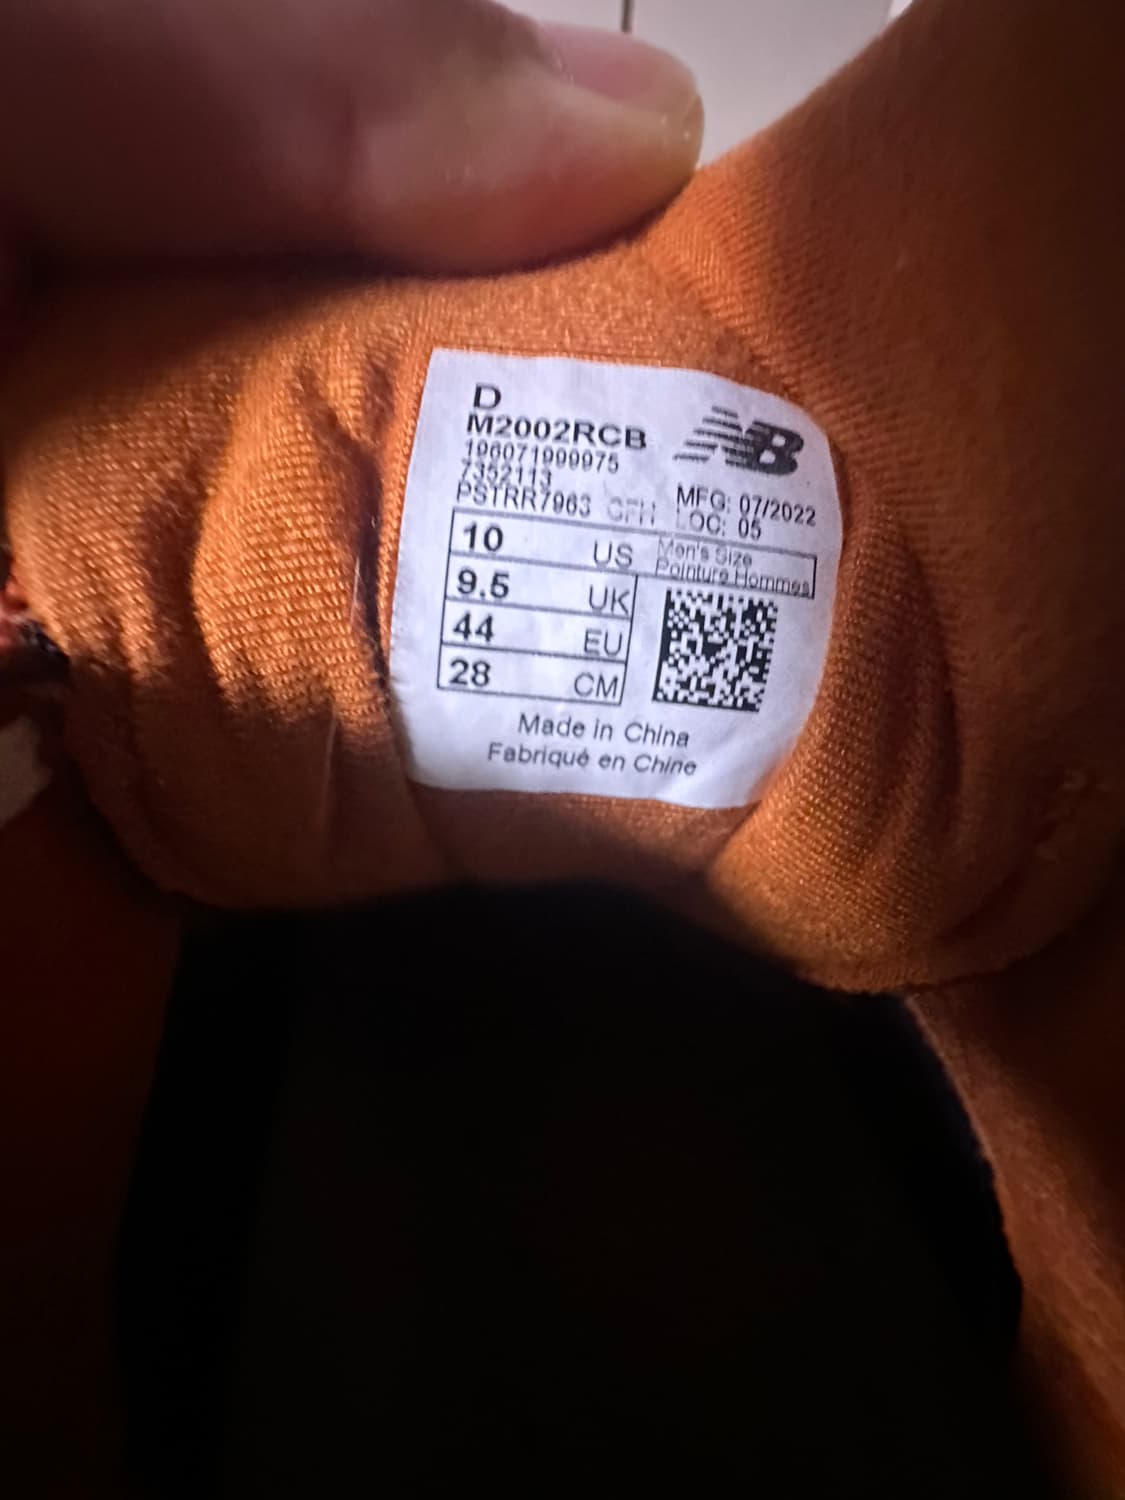 D
M2002RCB
NB
196071999975
7352113
PSTRR7963
MFG: 07/2022
LOC: 05
10 US Men's Size
Pointure Hommes
9.5 UK
44 EU
28 CM
Made in China
Fabriqué en Chine